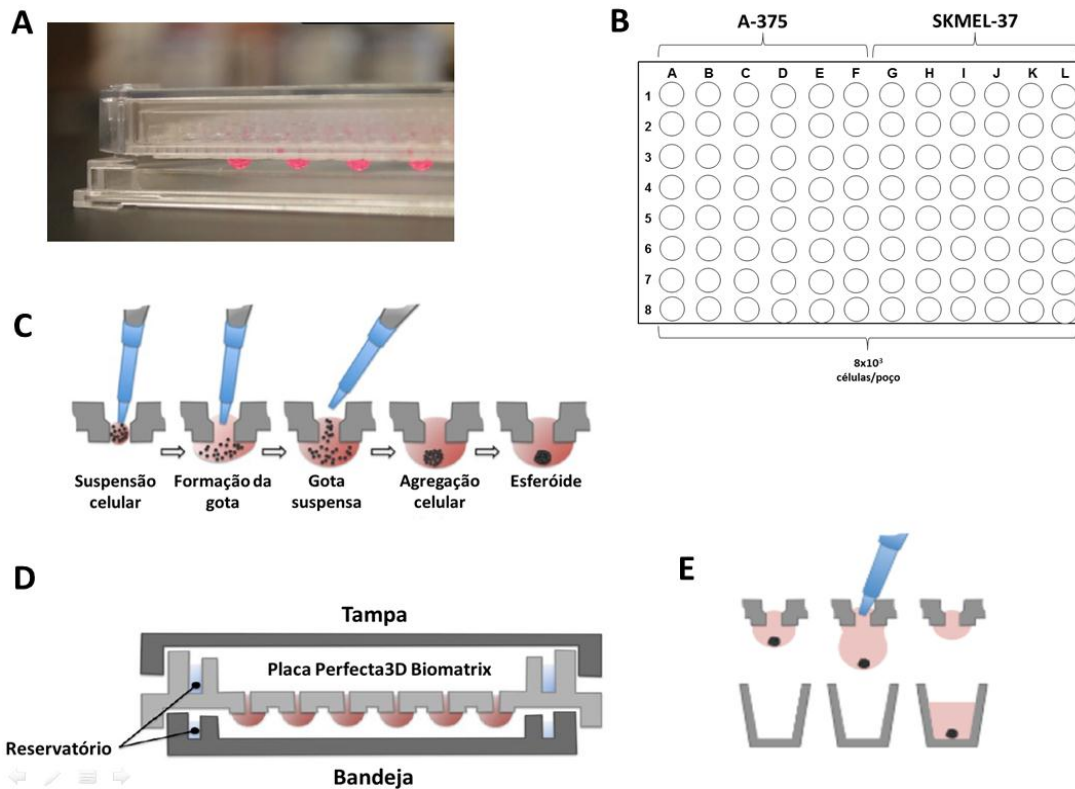 A
B
A-375 SKMEL-37
A B C D E F G H I J K L
1
2
3
4
5
6
7
8
8x10³
células/poço
C
Suspensão
celular
Formação da
gota
Gota
suspensa
Agregação
celular
Esferóide
D
Tampa
Placa Perfecta3D Biomatrix
Reservatório
Bandeja
E